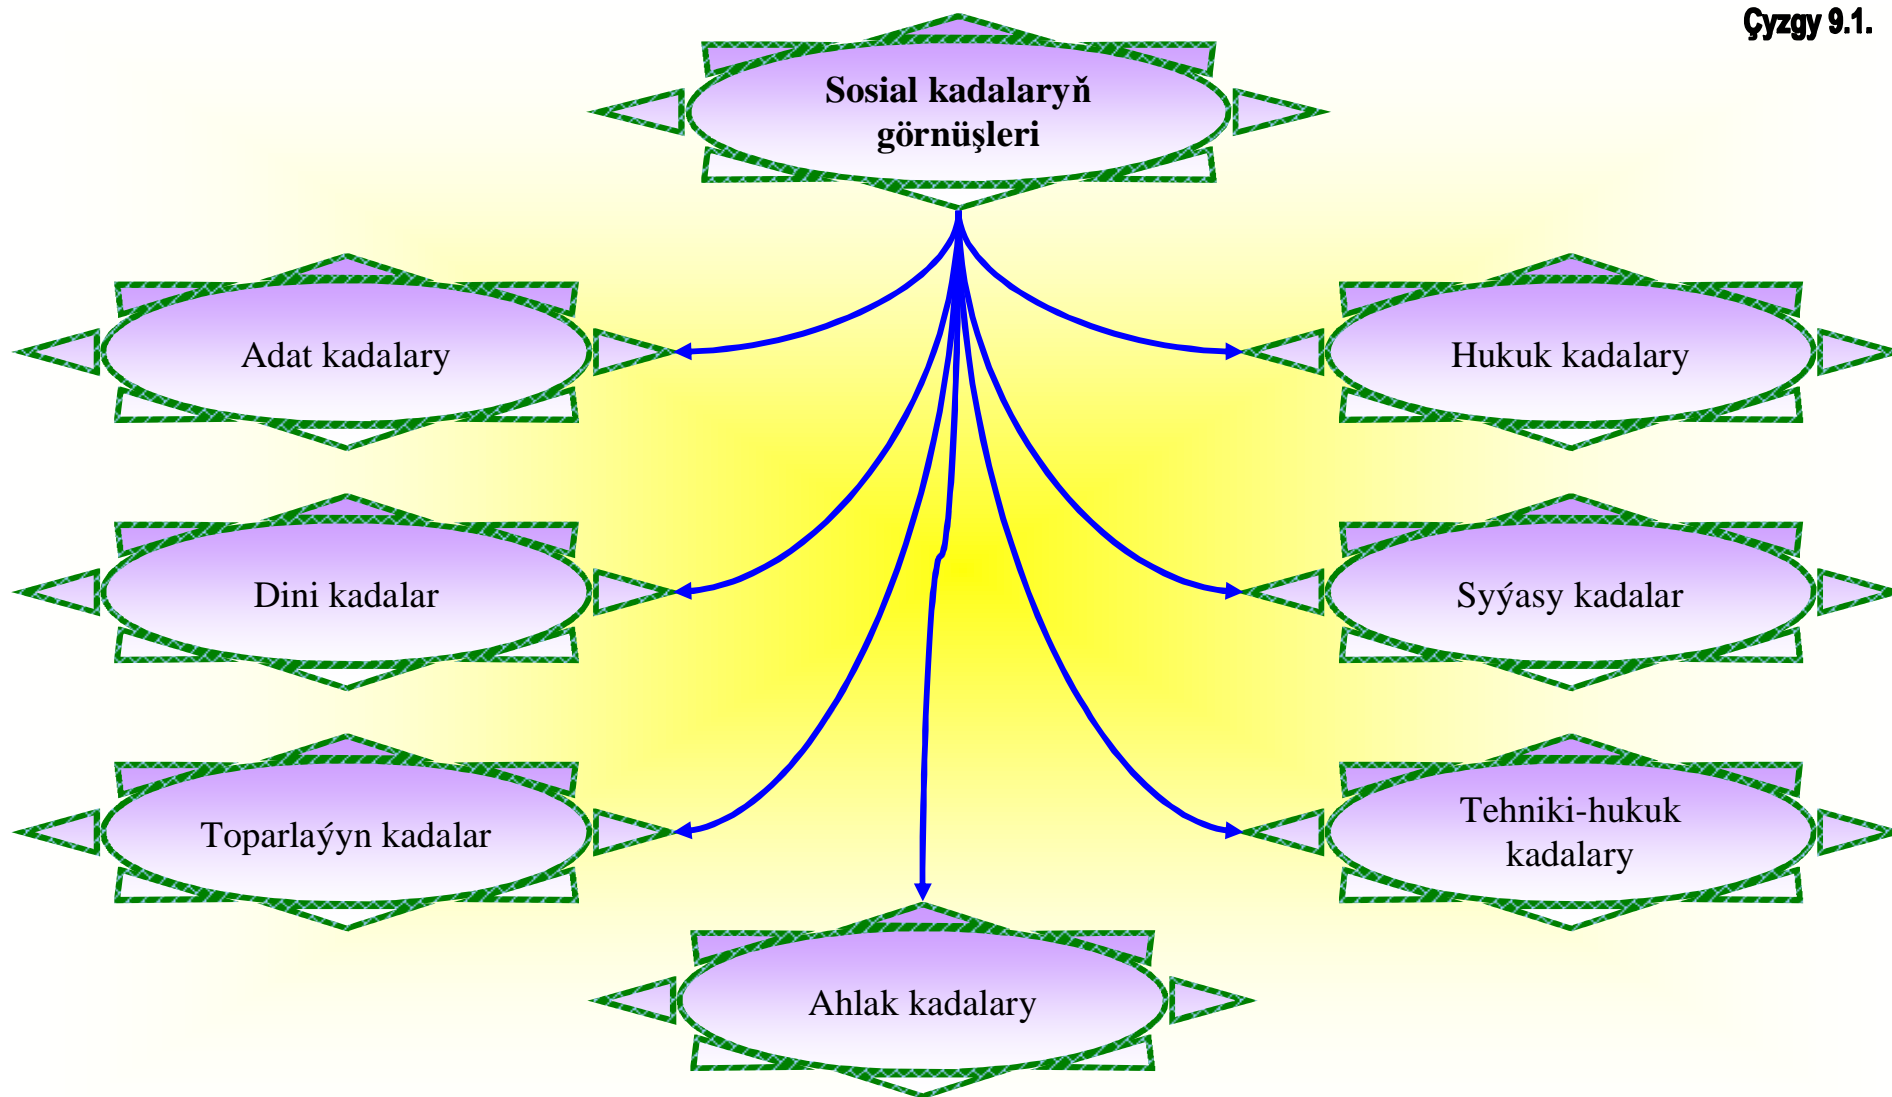 Çyzgy 9.1.
Sosial kadalaryň
görnüşleri
Adat kadalary
Hukuk kadalary
Dini kadalar
Syýasy kadalar
Toparlaýyn kadalar
Tehniki-hukuk
kadalary
Ahlak kadalary